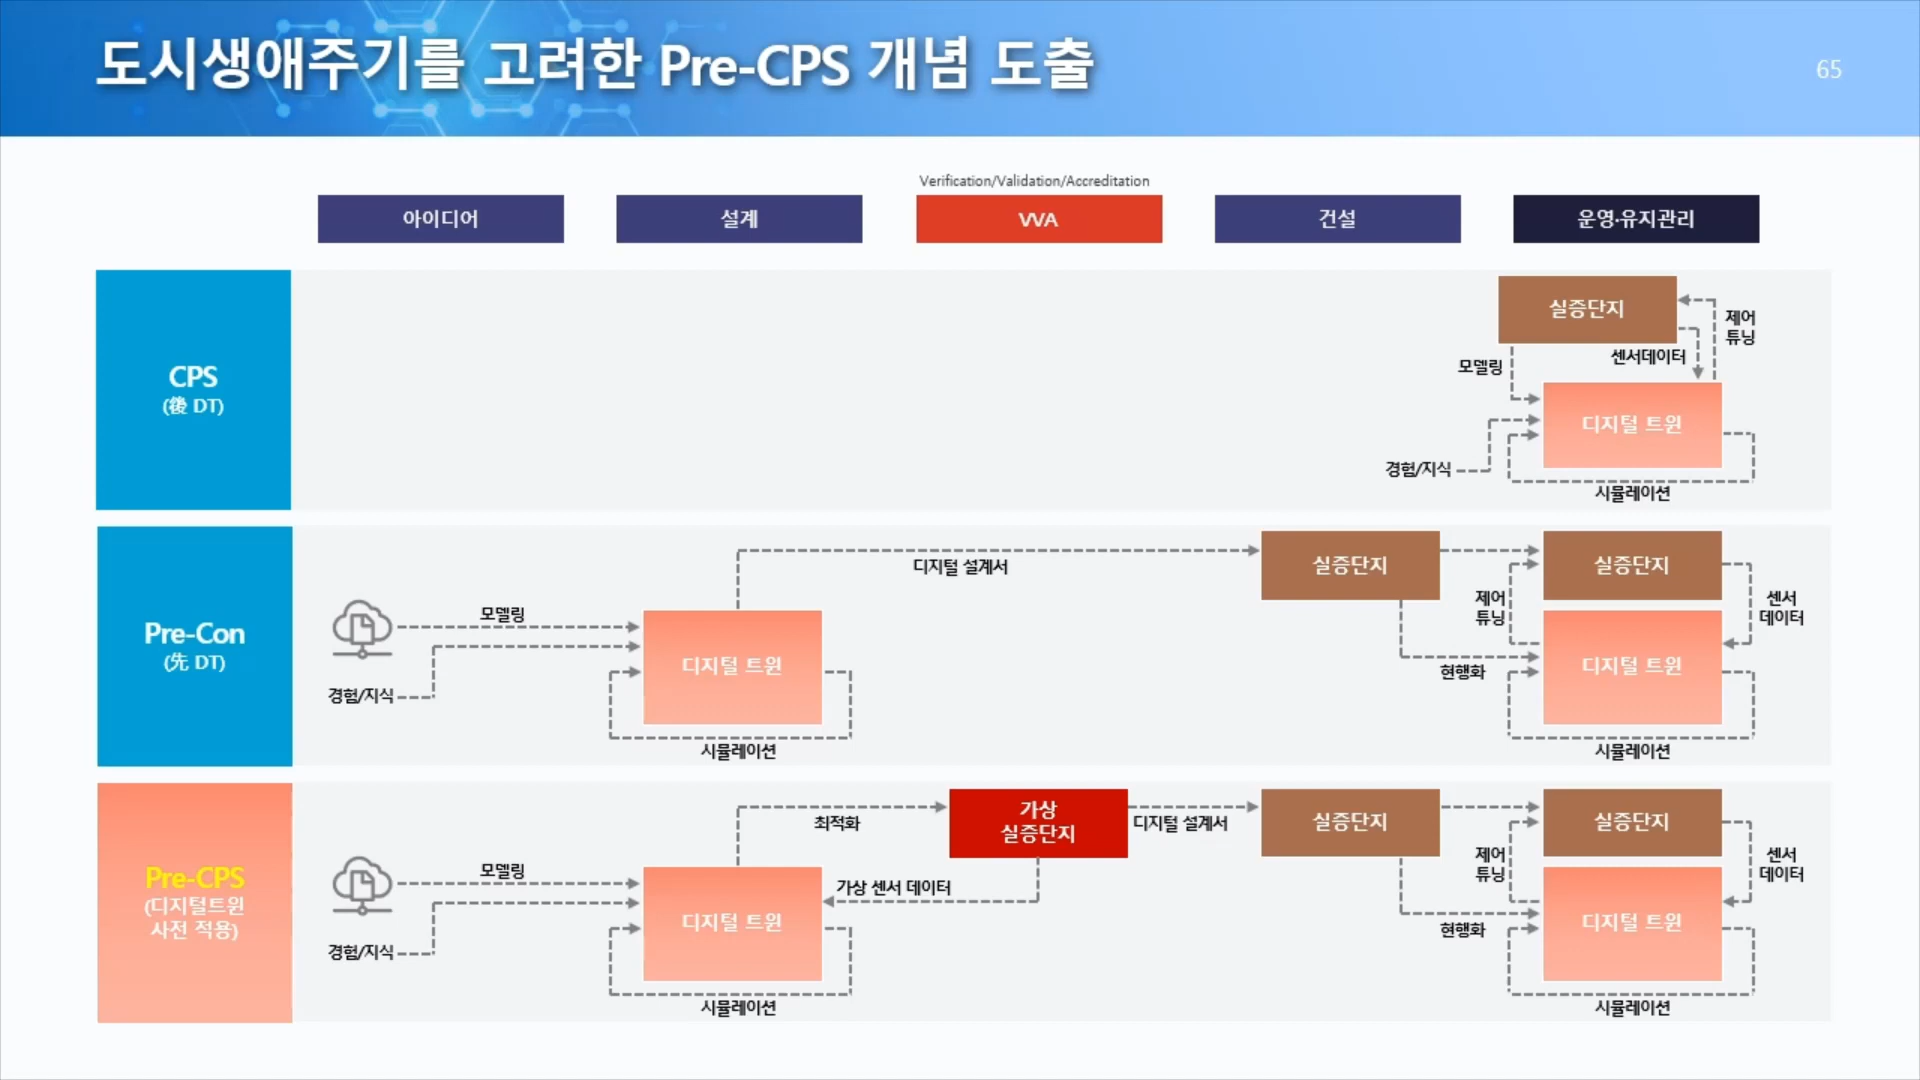 도시생애주기를 고려한 Pre-CPS 개념 도출
65
Verification/Validation/Accreditation
아이디어
설계
VVA
건설
운영·유지관리
CPS
(後 DT)
실증단지
제어
튜닝
센서데이터
모델링
디지털 트윈
경험/지식
시뮬레이션
Pre-Con
(先 DT)
모델링
경험/지식
디지털 트윈
시뮬레이션
디지털 설계서
실증단지
현행화
제어
튜닝
실증단지
센서
데이터
디지털 트윈
시뮬레이션
Pre-CPS
(디지털트윈
사전 적용)
모델링
경험/지식
디지털 트윈
시뮬레이션
최적화
가상
실증단지
가상 센서 데이터
디지털 설계서
실증단지
현행화
제어
튜닝
실증단지
센서
데이터
디지털 트윈
시뮬레이션